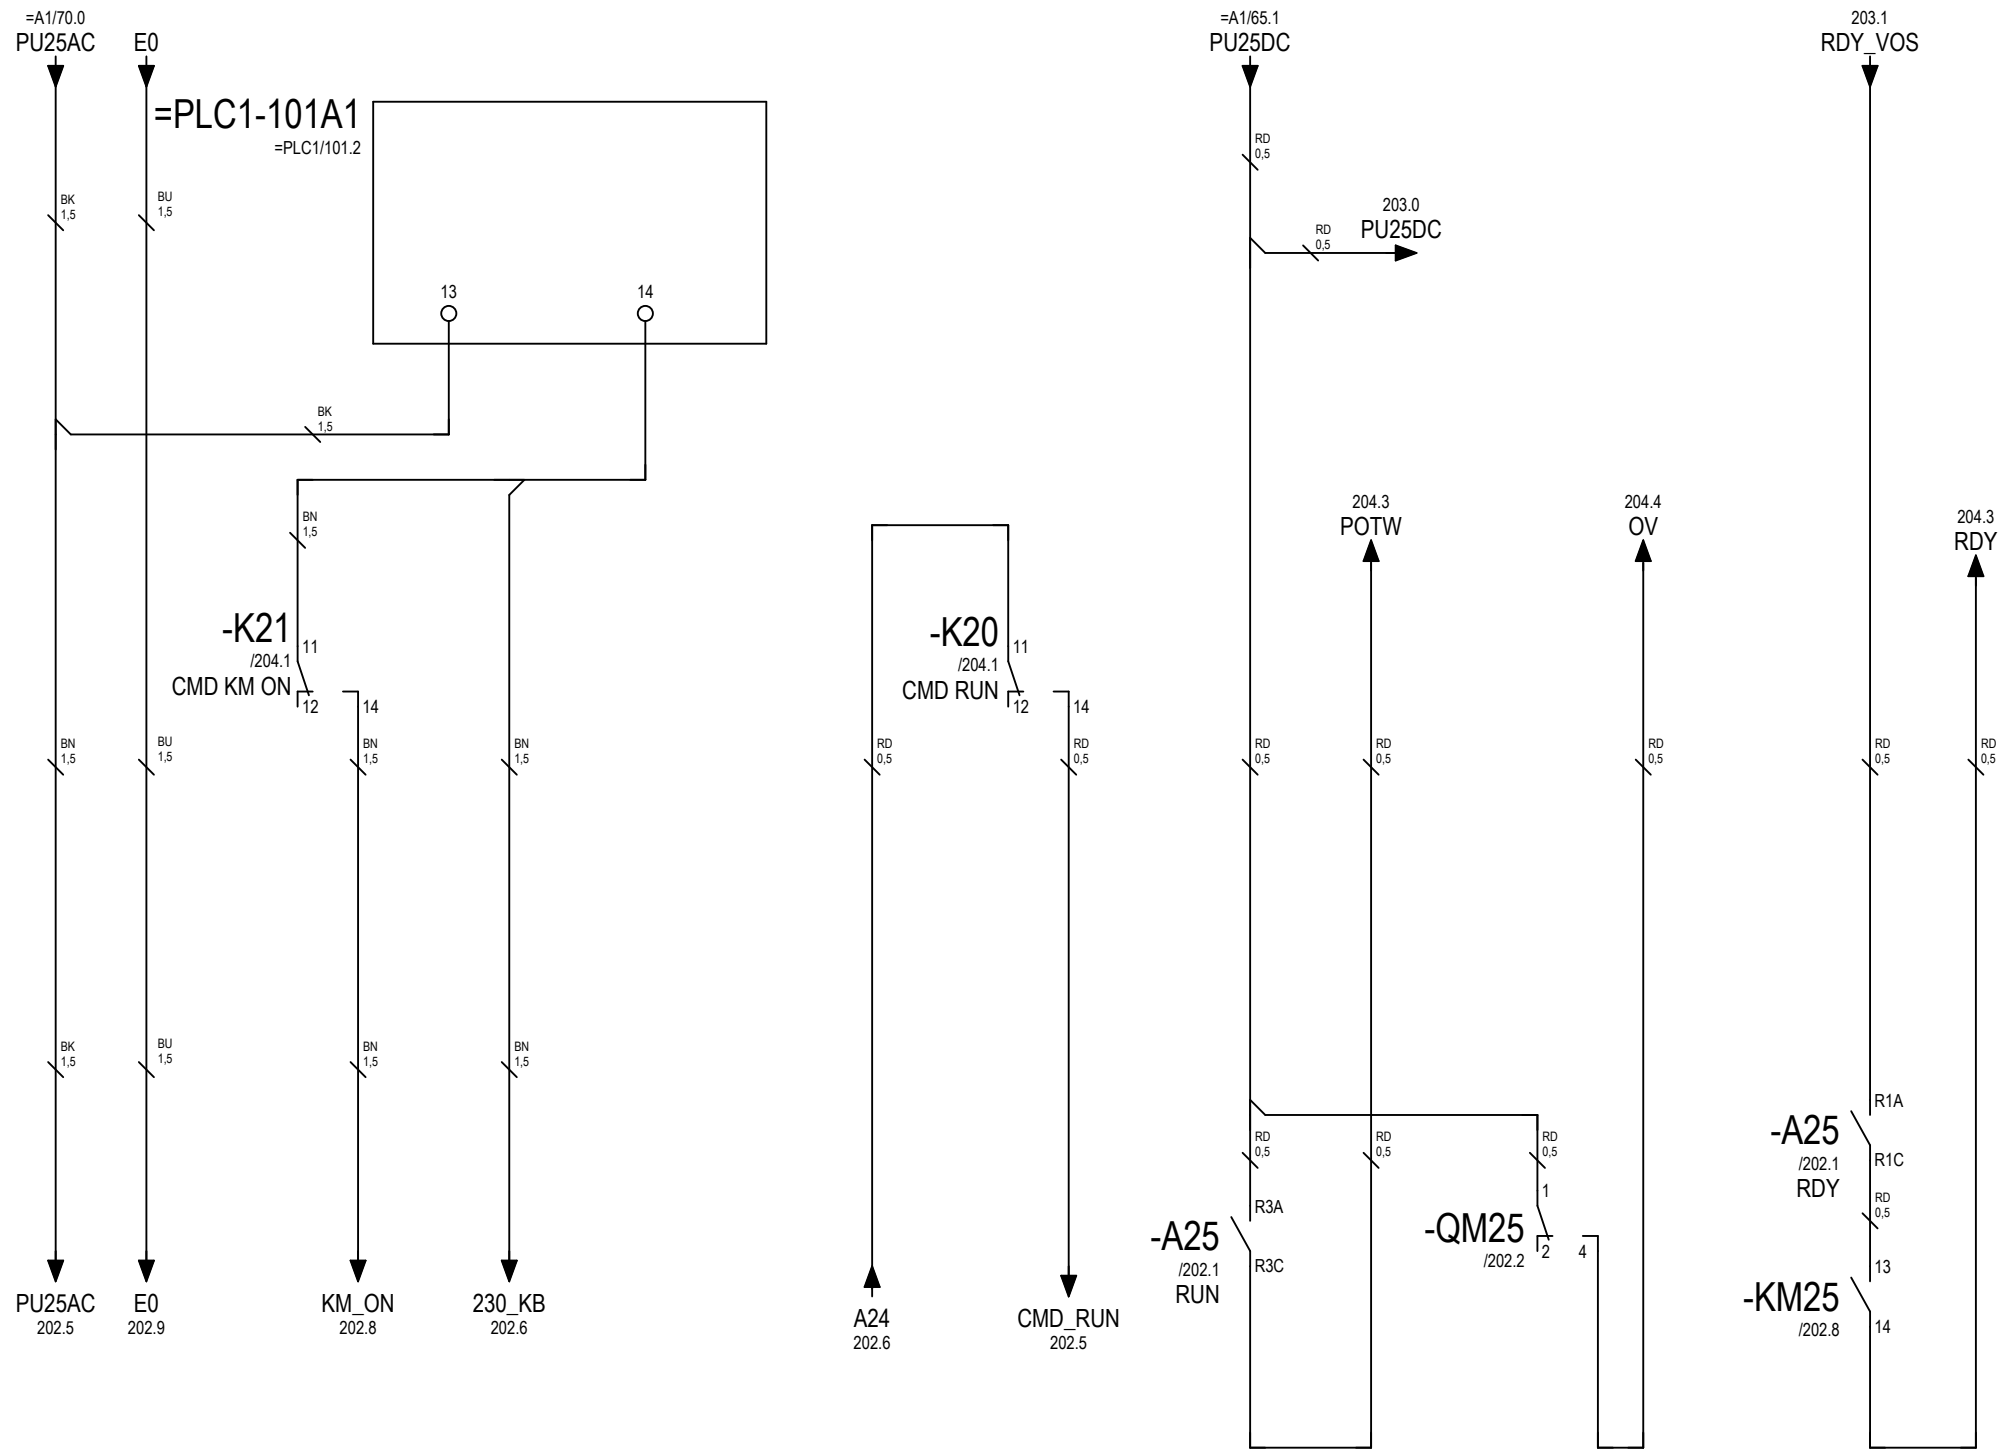 =A1/70.0
PU25AC
E0
=A1/65.1
PU25DC
203.1
RDY_VOS
=PLC1-101A1
=PLC1/101.2
RD
0,5
BK
1,5
BU
1,5
203.0
PU25DC
RD
0,5
13
14
BK
1,5
BN
1,5
204.3
POTW
204.4
OV
204.3
RDY
-K21
/204.1
CMD KM ON
11
12
14
-K20
/204.1
CMD RUN
11
12
14
BN
1,5
BU
1,5
BN
1,5
BN
1,5
RD
0,5
RD
0,5
RD
0,5
RD
0,5
RD
0,5
RD
0,5
RD
0,5
BK
1,5
BU
1,5
BN
1,5
BN
1,5
RD
0,5
RD
0,5
RD
0,5
-A25
/202.1
RUN
R3A
R3C
-QM25
/202.2
1
2
4
-A25
/202.1
RDY
R1A
R1C
RD
0,5
-KM25
/202.8
13
14
PU25AC
202.5
E0
202.9
KM_ON
202.8
230_KB
202.6
A24
202.6
CMD_RUN
202.5